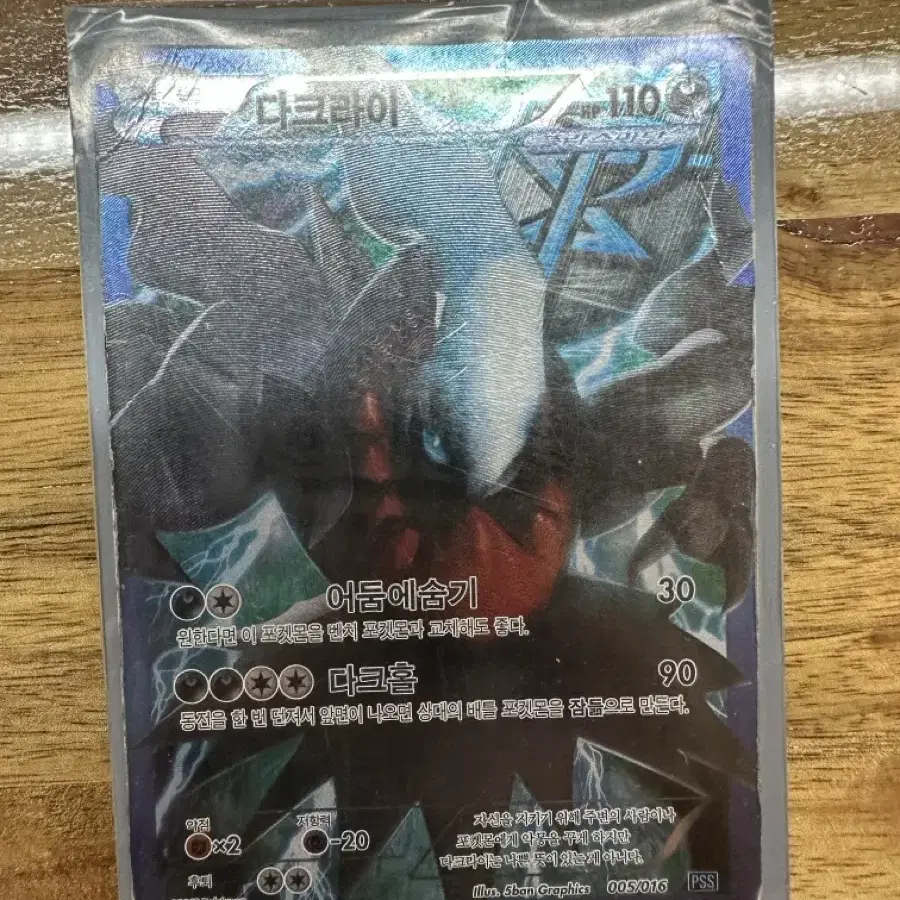 다크라이 HP 110
어둠에숨기 30
원한다면 이 포켓몬을 벤치 포켓몬과 교체해도 좋다.
다크홀 90
동전을 한 번 던져서 앞면이 나오면 상대의 배틀 포켓몬을 잠듦으로 만든다.
약점 ×2 저항력 -20
후퇴
자신을 지키기 위해 주변의 사람이나
포켓몬에게 악몽을 꾸게 하지만
다크라이는 나쁜 뜻이 있는 게 아니다.
Illus. 5ban Graphics 005/016 PSS